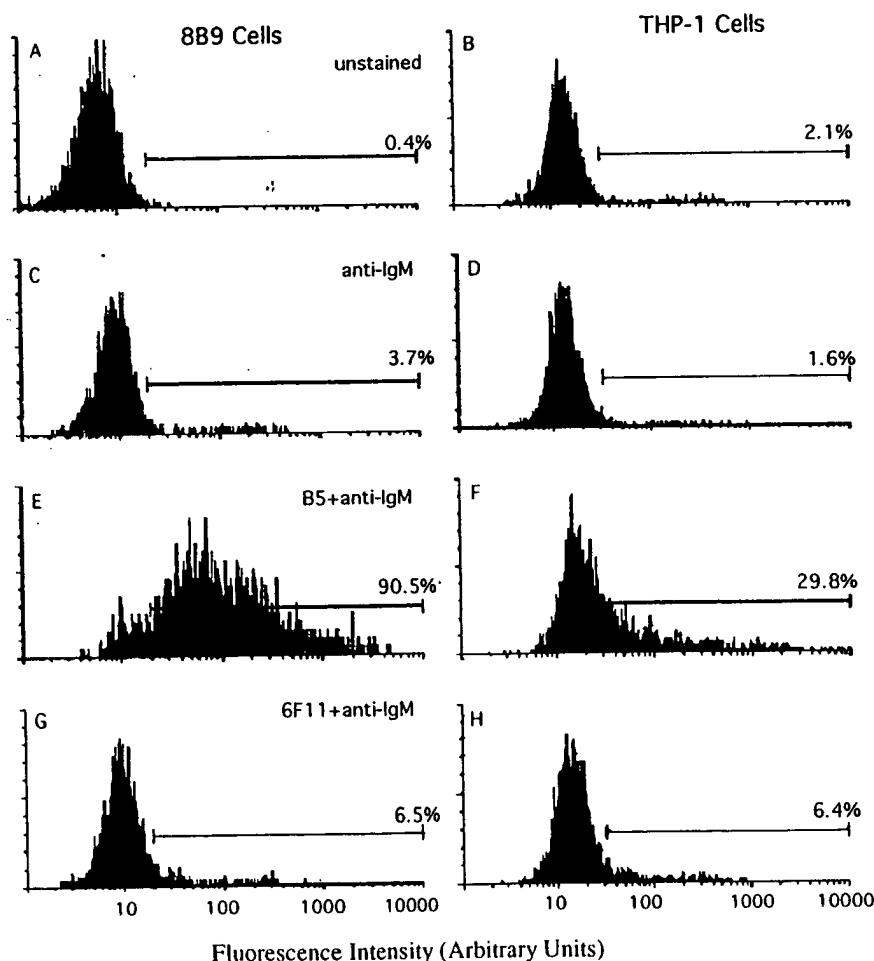 8B9 Cells
THP-1 Cells
A
unstained
0.4%
B
2.1%
C
anti-IgM
3.7%
D
1.6%
E
B5+anti-IgM
90.5%
F
29.8%
G
6F11+anti-IgM
6.5%
H
6.4%
10 100 1000 10000
10 100 1000 10000
Fluorescence Intensity (Arbitrary Units)